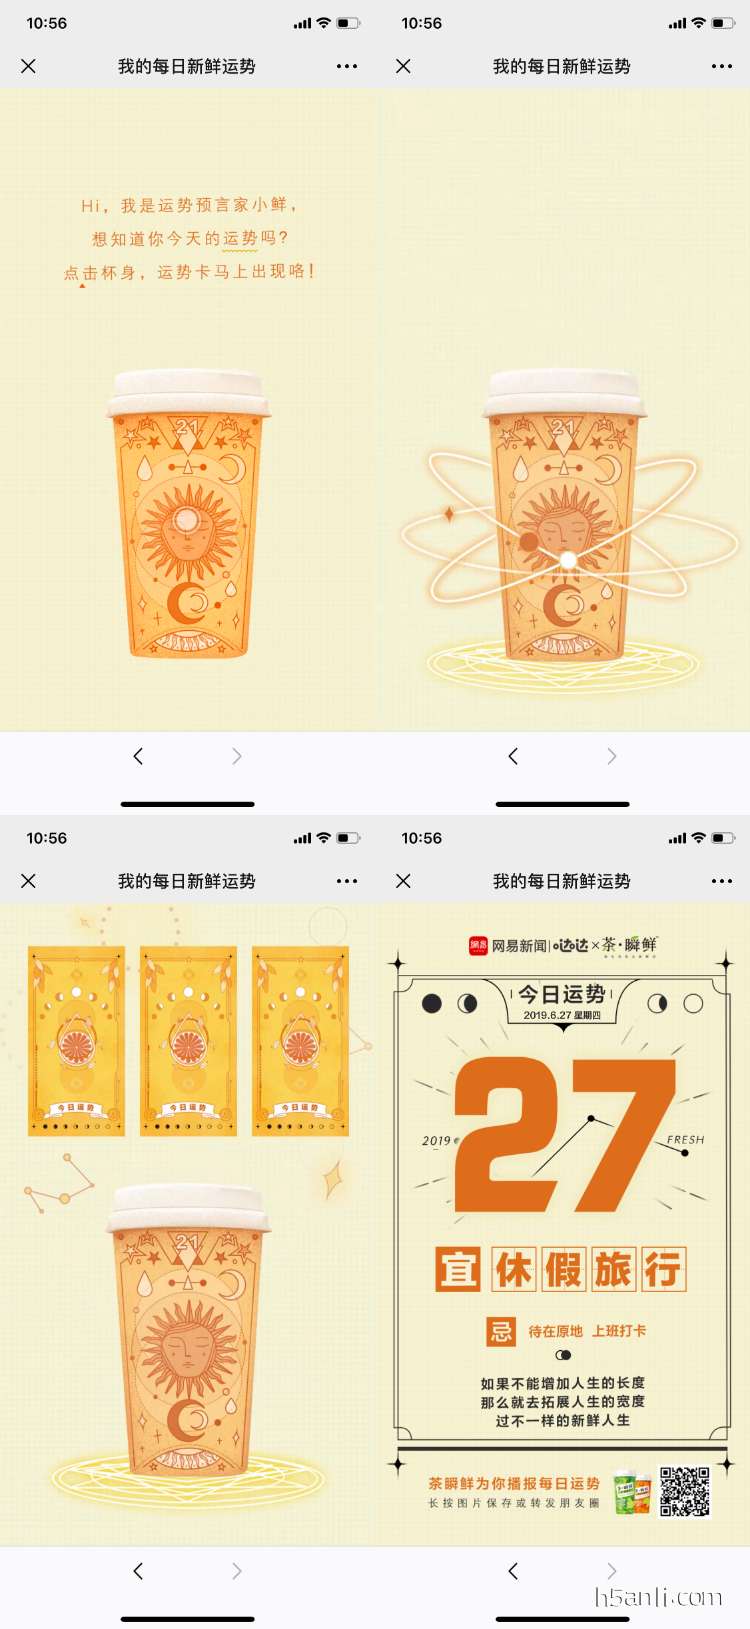 10:56
我的每日新鲜运势
Hi，我是运势预言家小鲜，
想知道你今天的运势吗？
点击杯身，运势卡马上出现咯！
21
10:56
我的每日新鲜运势
21
10:56
我的每日新鲜运势
今日运势
今日运势
今日运势
21
10:56
我的每日新鲜运势
网易 网易新闻|哒哒×茶·瞬鲜
今日运势
2019.6.27 星期四
27
2019
FRESH
宜休假旅行
忌 待在原地 上班打卡
如果不能增加人生的长度
那么就去拓展人生的宽度
过不一样的新鲜人生
茶瞬鲜为你播报每日运势
长按图片保存或转发朋友圈
h5anli.com